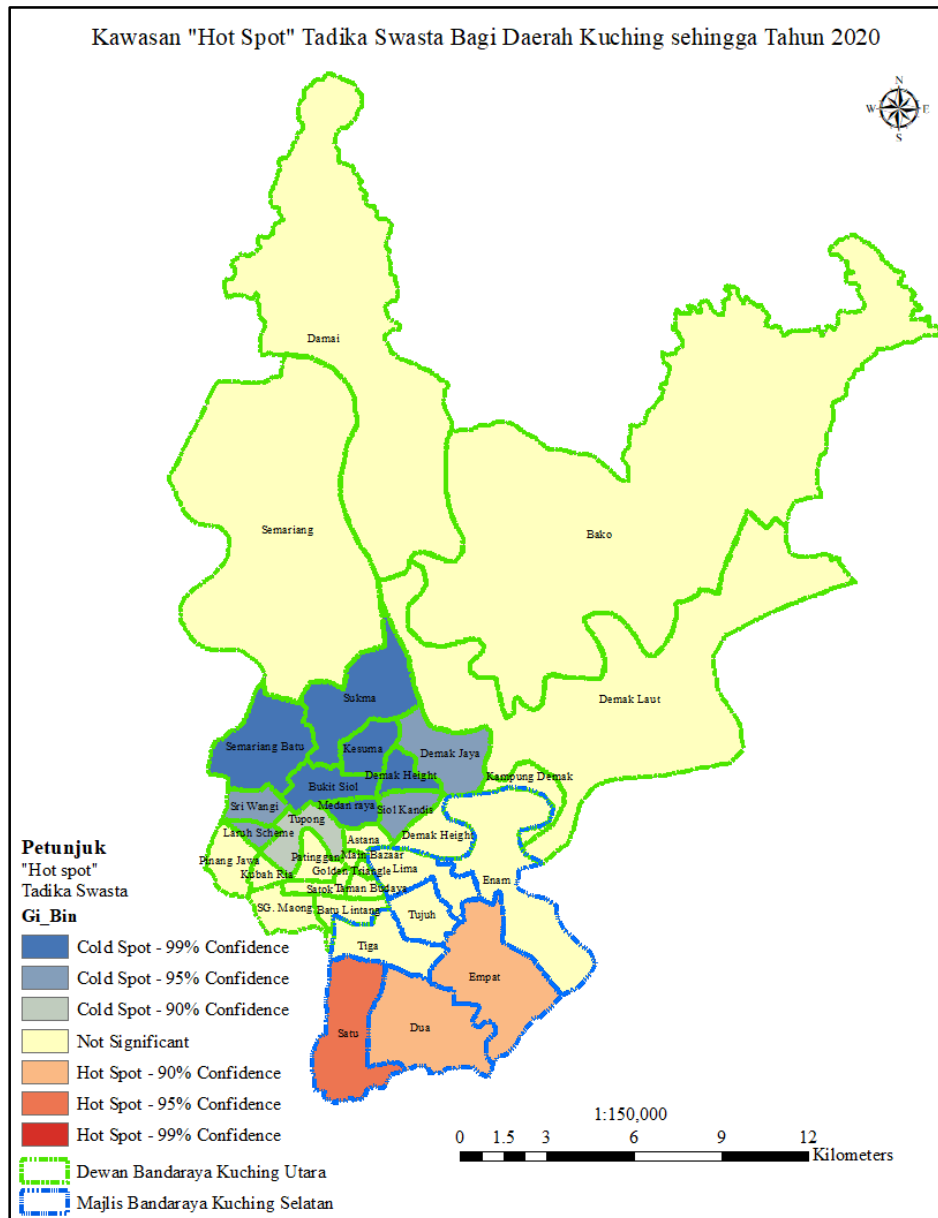 Kawasan "Hot Spot" Tadika Swasta Bagi Daerah Kuching sehingga Tahun 2020
N
W E
S
Damai
Semariang
Bako
Sukma
Demak Laut
Semariang Batu
Kesuma
Demak Jaya
Demak Height
Kampung Demak
Bukit Siol
Sri Wangi
Medan raya
Siol Kandis
Tupong
Laruh Scheme
Astana
Demak Height
Pinang Jawa
Patinggan
Main Bazaar
Kubah Ria
Golden Triangle
Lima
Enam
Satok
Taman Budaya
SG. Maong
Batu Lintang
Tujuh
Tiga
Empat
Satu
Dua
Petunjuk
"Hot spot"
Tadika Swasta
Gi_Bin
Cold Spot - 99% Confidence
Cold Spot - 95% Confidence
Cold Spot - 90% Confidence
Not Significant
Hot Spot - 90% Confidence
Hot Spot - 95% Confidence
Hot Spot - 99% Confidence
Dewan Bandaraya Kuching Utara
Majlis Bandaraya Kuching Selatan
1:150,000
0 1.5 3 6 9 12
Kilometers